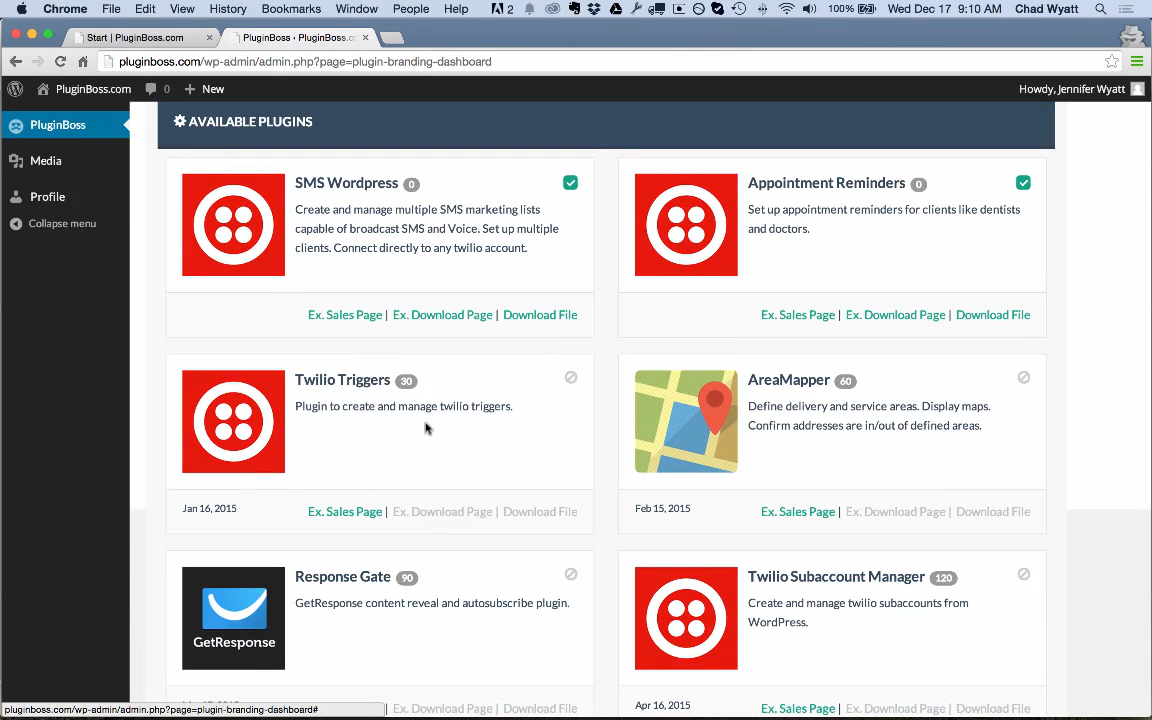 Chrome File Edit View History Bookmarks Window People Help 2 100% Wed Dec 17 9:10 AM Chad Wyatt
Start | PluginBoss.com
PluginBoss ‹ PluginBoss.co
pluginboss.com/wp-admin/admin.php?page=plugin-branding-dashboard
PluginBoss.com 0 + New Howdy, Jennifer Wyatt
PluginBoss
Media
Profile
Collapse menu
AVAILABLE PLUGINS
SMS Wordpress 0
Create and manage multiple SMS marketing lists
capable of broadcast SMS and Voice. Set up multiple
clients. Connect directly to any twilio account.
Ex. Sales Page | Ex. Download Page | Download File
Appointment Reminders 0
Set up appointment reminders for clients like dentists
and doctors.
Ex. Sales Page | Ex. Download Page | Download File
Twilio Triggers 30
Plugin to create and manage twilio triggers.
Jan 16, 2015 Ex. Sales Page | Ex. Download Page | Download File
AreaMapper 60
Define delivery and service areas. Display maps.
Confirm addresses are in/out of defined areas.
Feb 15, 2015 Ex. Sales Page | Ex. Download Page | Download File
Response Gate 90
GetResponse content reveal and autosubscribe plugin.
GetResponse
| Ex. Download Page | Download File
Twilio Subaccount Manager 120
Create and manage twilio subaccounts from
WordPress.
Apr 16, 2015 Ex. Sales Page | Ex. Download Page | Download File
pluginboss.com/wp-admin/admin.php?page=plugin-branding-dashboard#